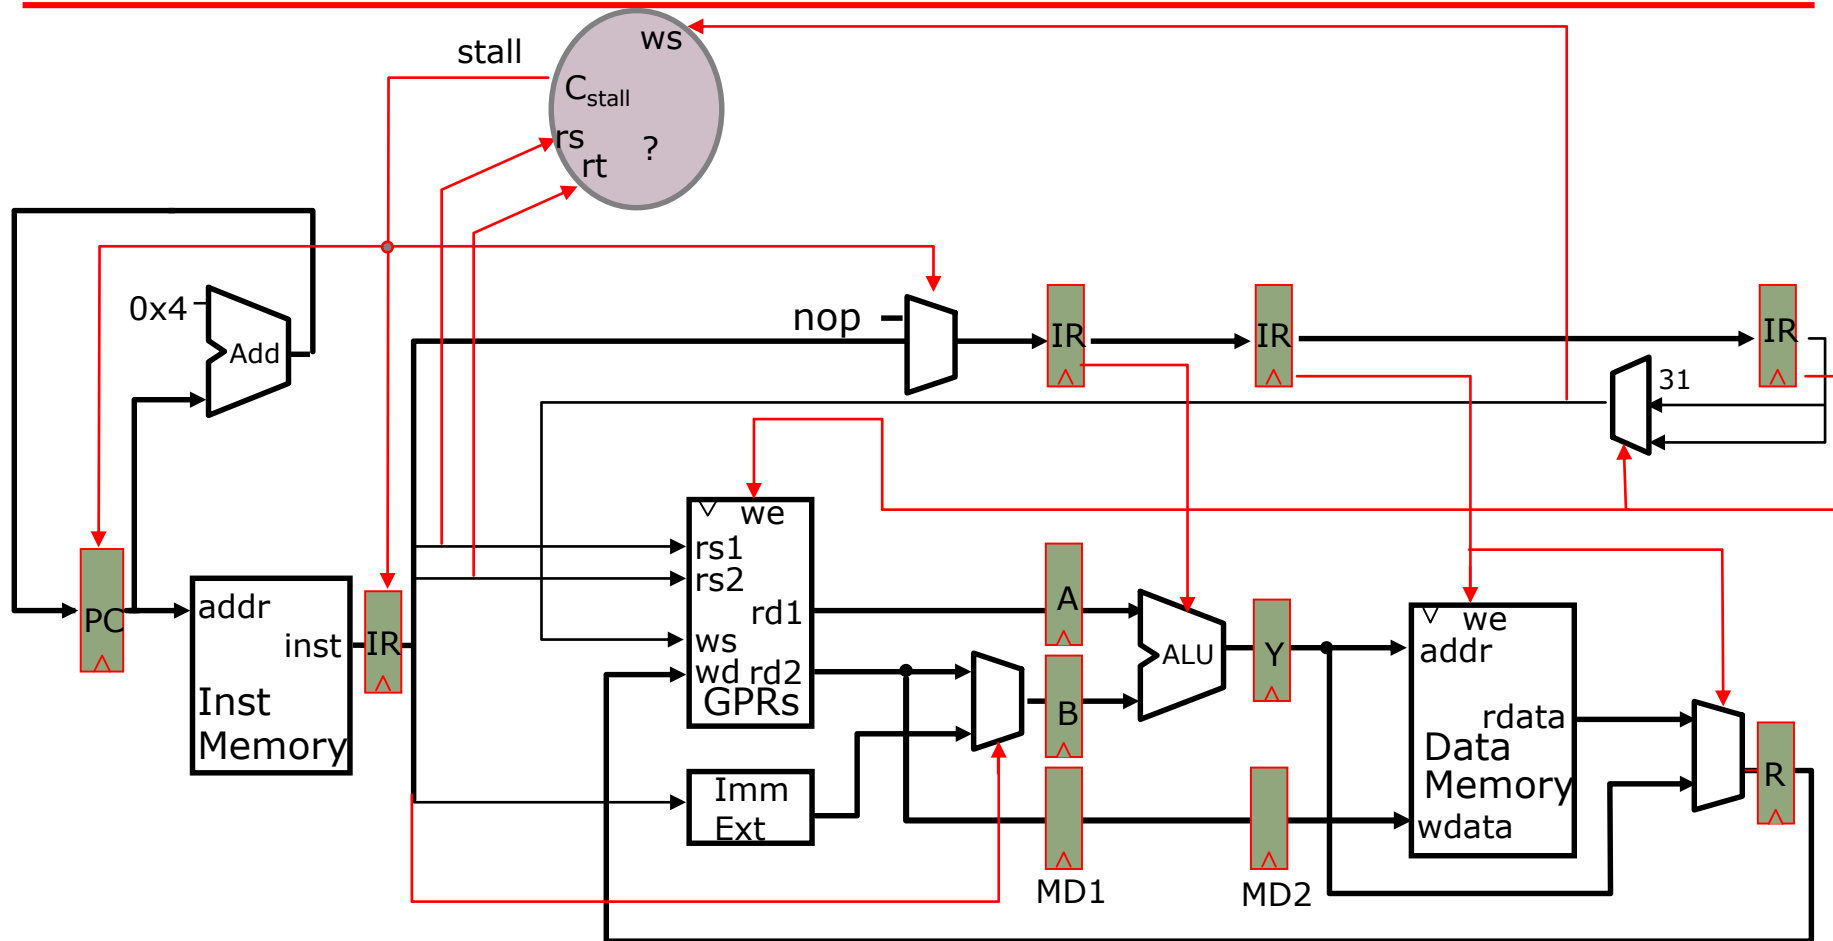 ws
stall
C stall
rs
rt
?
0x4
Add
nop
IR
IR
IR
31
we
rs1
rs2
rd1
ws
wd rd2
GPRs
PC
addr
inst
Inst
Memory
IR
A
B
ALU
Y
we
addr
rdata
Data
Memory
wdata
R
Imm
Ext
MD1
MD2